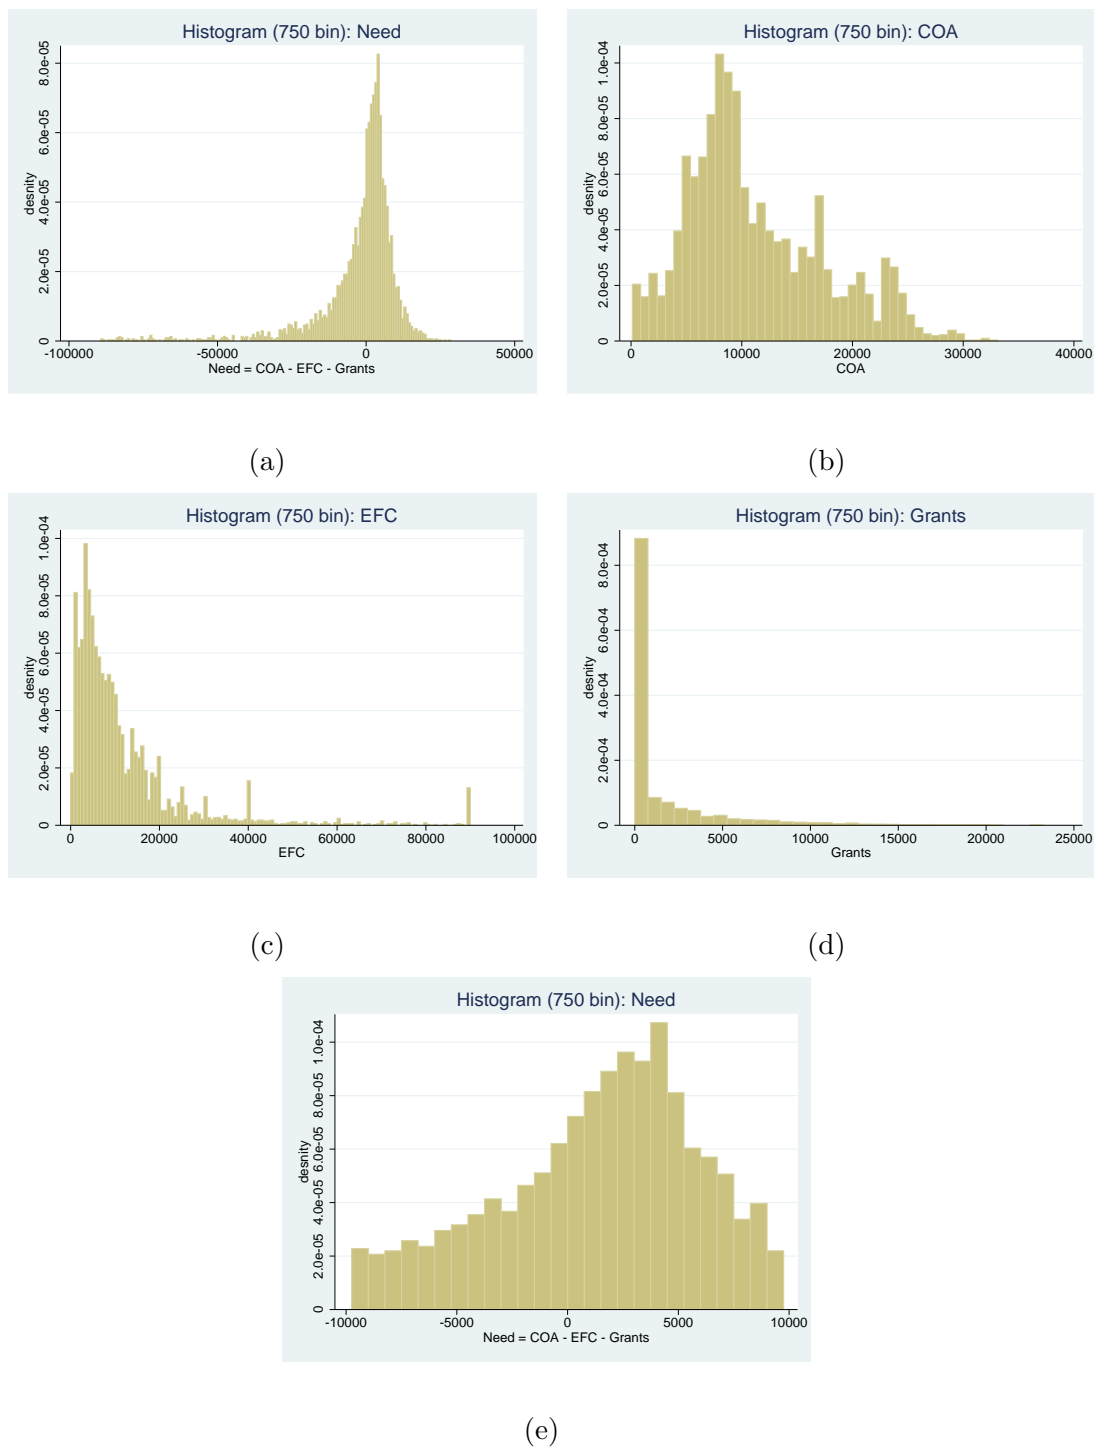 Histogram (750 bin): Need
desnity
0 2.0e-05 4.0e-05 6.0e-05 8.0e-05
-100000 -50000 0 50000
Need = COA - EFC - Grants
(a)
Histogram (750 bin): COA
desnity
0 2.0e-05 4.0e-05 6.0e-05 8.0e-05 1.0e-04
0 10000 20000 30000 40000
COA
(b)
Histogram (750 bin): EFC
desnity
0 2.0e-05 4.0e-05 6.0e-05 8.0e-05 1.0e-04
0 20000 40000 60000 80000 100000
EFC
(c)
Histogram (750 bin): Grants
desnity
0 2.0e-04 4.0e-04 6.0e-04 8.0e-04
0 5000 10000 15000 20000 25000
Grants
(d)
Histogram (750 bin): Need
desnity
0 2.0e-05 4.0e-05 6.0e-05 8.0e-05 1.0e-04
-10000 -5000 0 5000 10000
Need = COA - EFC - Grants
(e)